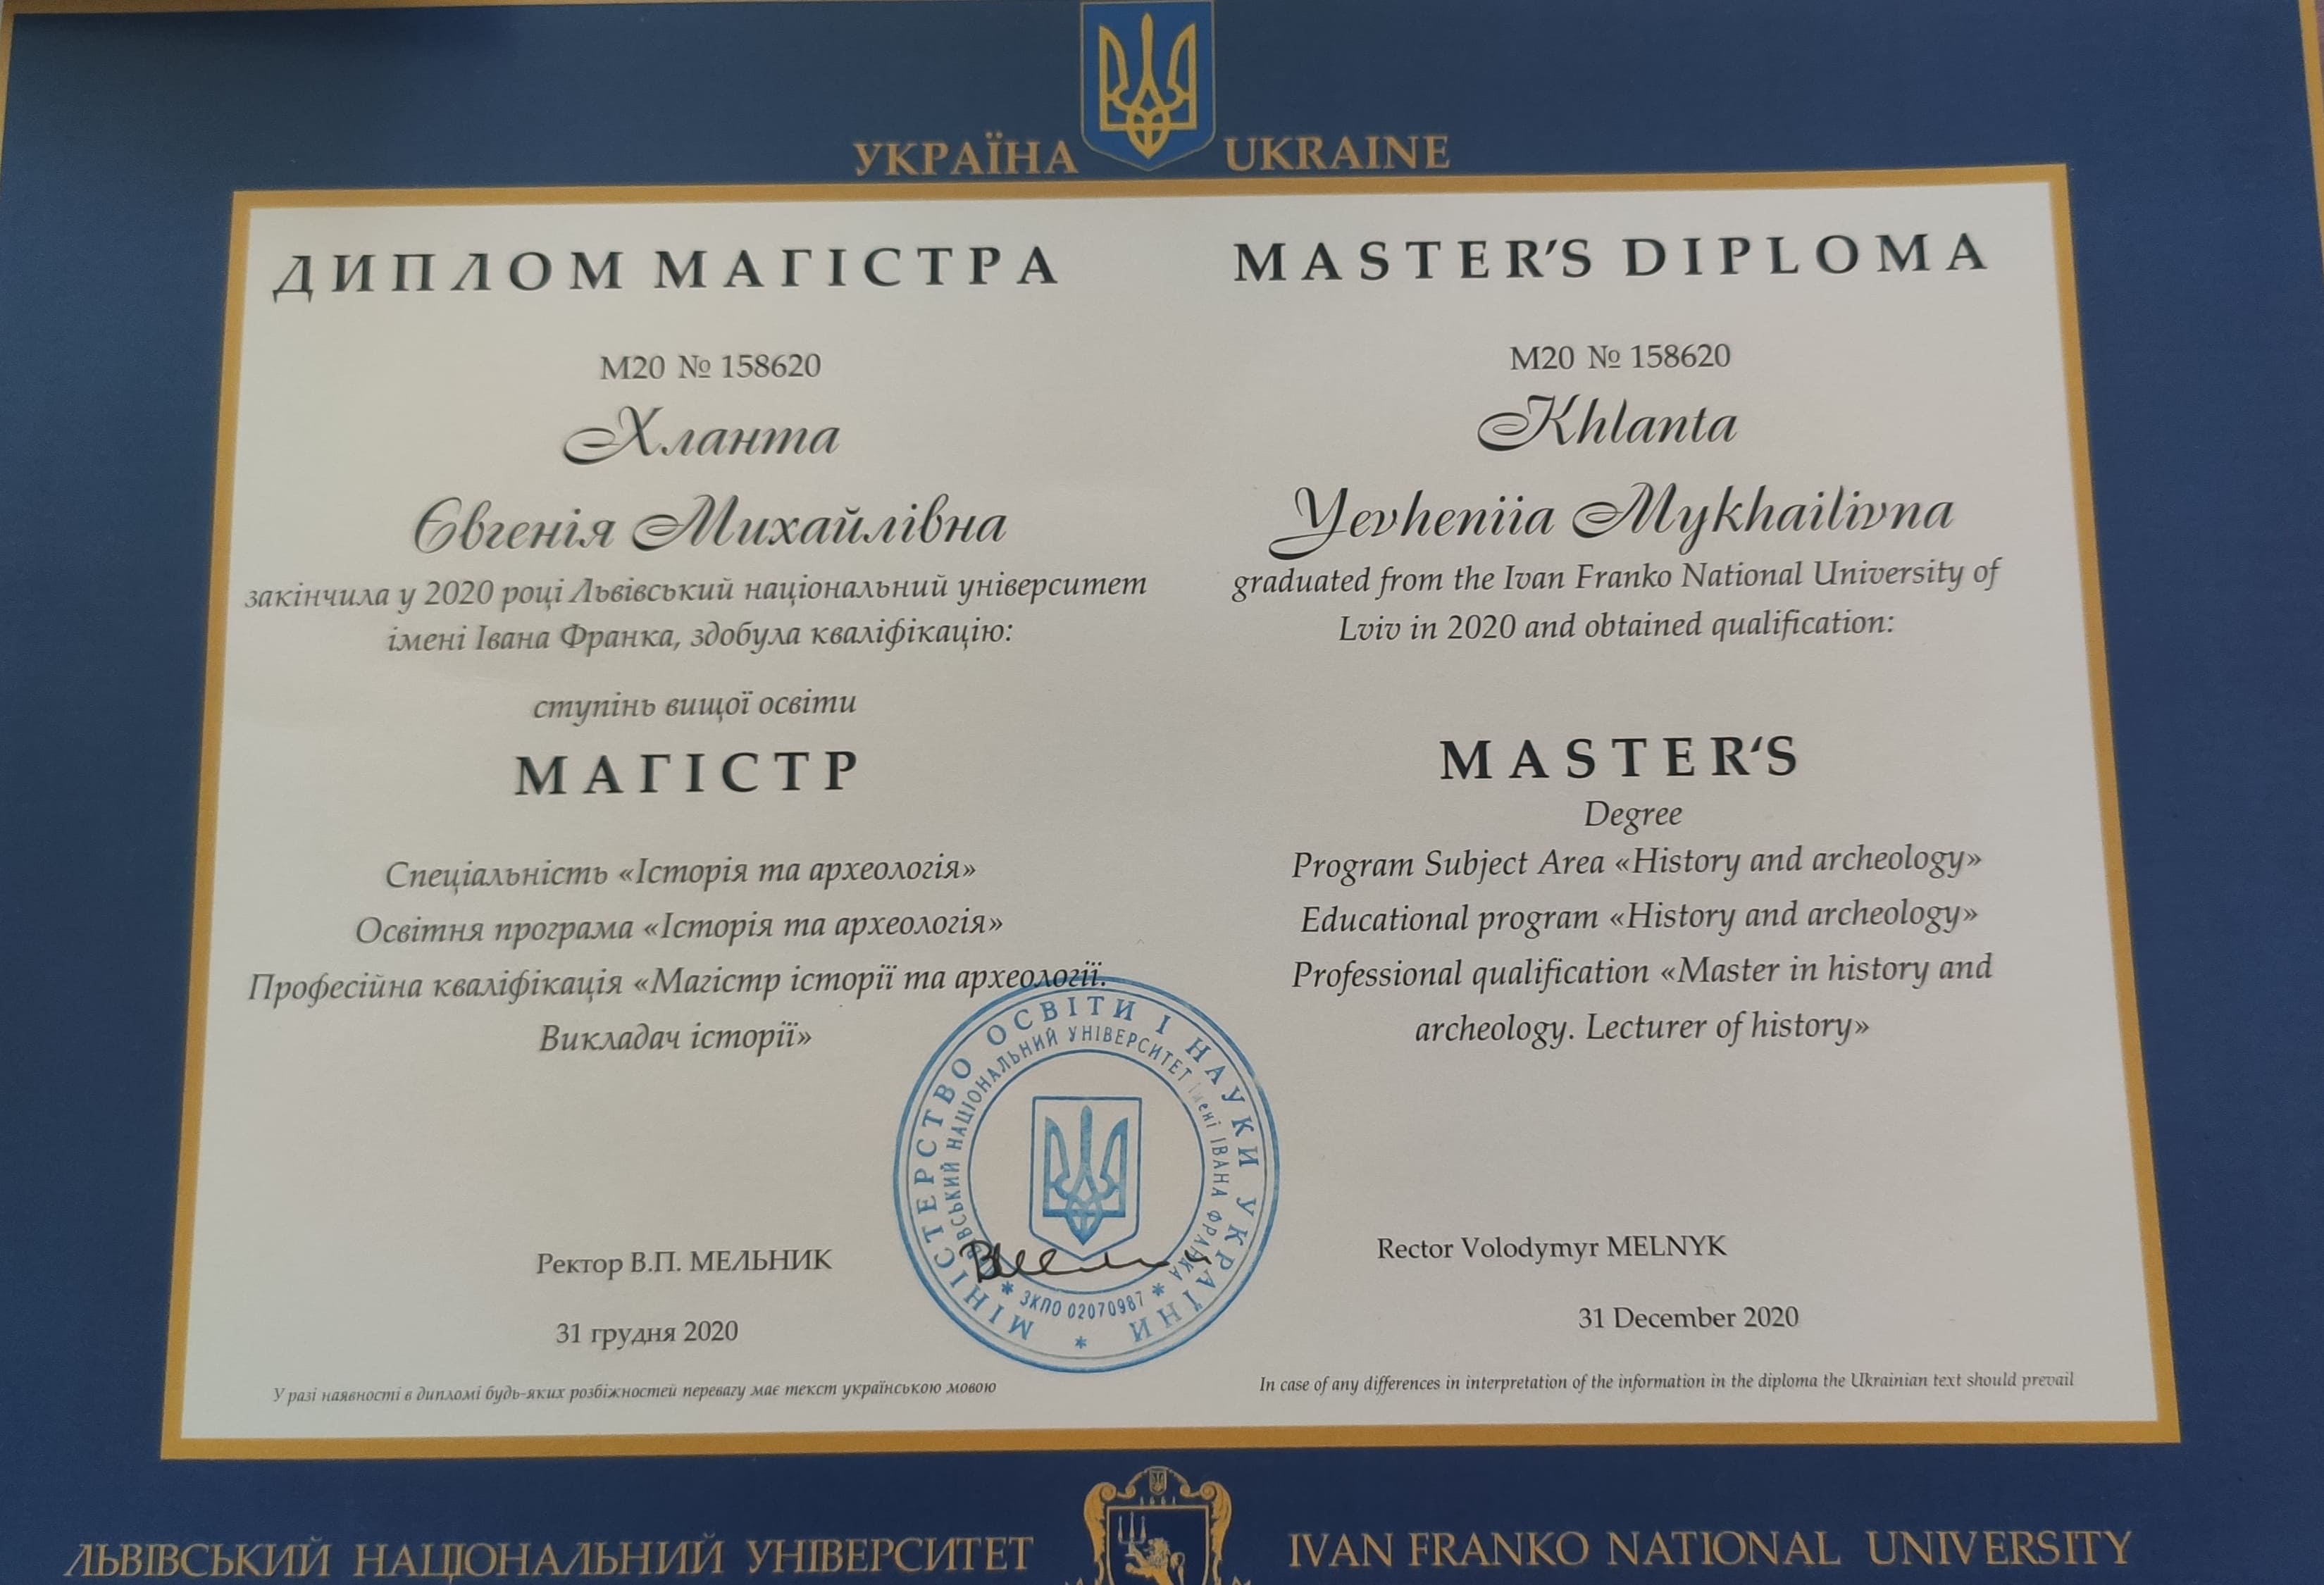 УКРАЇНА UKRAINE
ДИПЛОМ МАГІСТРА
М20 № 158620
Хланта
Євгенія Михайлівна
закінчила у 2020 році Львівський національний університет
імені Івана Франка, здобула кваліфікацію:
ступінь вищої освіти
МАГІСТР
Спеціальність «Історія та археологія»
Освітня програма «Історія та археологія»
Професійна кваліфікація «Магістр історії та археології.
Викладач історії»
Ректор В.П. МЕЛЬНИК
31 грудня 2020
У разі наявності в дипломі будь-яких розбіжностей перевагу має текст українською мовою
MASTER'S DIPLOMA
M20 № 158620
Khlanta
Yevheniia Mykhailivna
graduated from the Ivan Franko National University of
Lviv in 2020 and obtained qualification:
MASTER‘S
Degree
Program Subject Area «History and archeology»
Educational program «History and archeology»
Professional qualification «Master in history and
archeology. Lecturer of history»
Rector Volodymyr MELNYK
31 December 2020
In case of any differences in interpretation of the information in the diploma the Ukrainian text should prevail
МІНІСТЕРСТВО ОСВІТИ І НАУКИ УКРАЇНИ *
ЛЬВІВСЬКИЙ НАЦІОНАЛЬНИЙ УНІВЕРСИТЕТ імені ІВАНА ФРАНКА
* ЗКПО 02070987 *
ЛЬВІВСЬКИЙ НАЦІОНАЛЬНИЙ УНІВЕРСИТЕТ
IVAN FRANKO NATIONAL UNIVERSITY